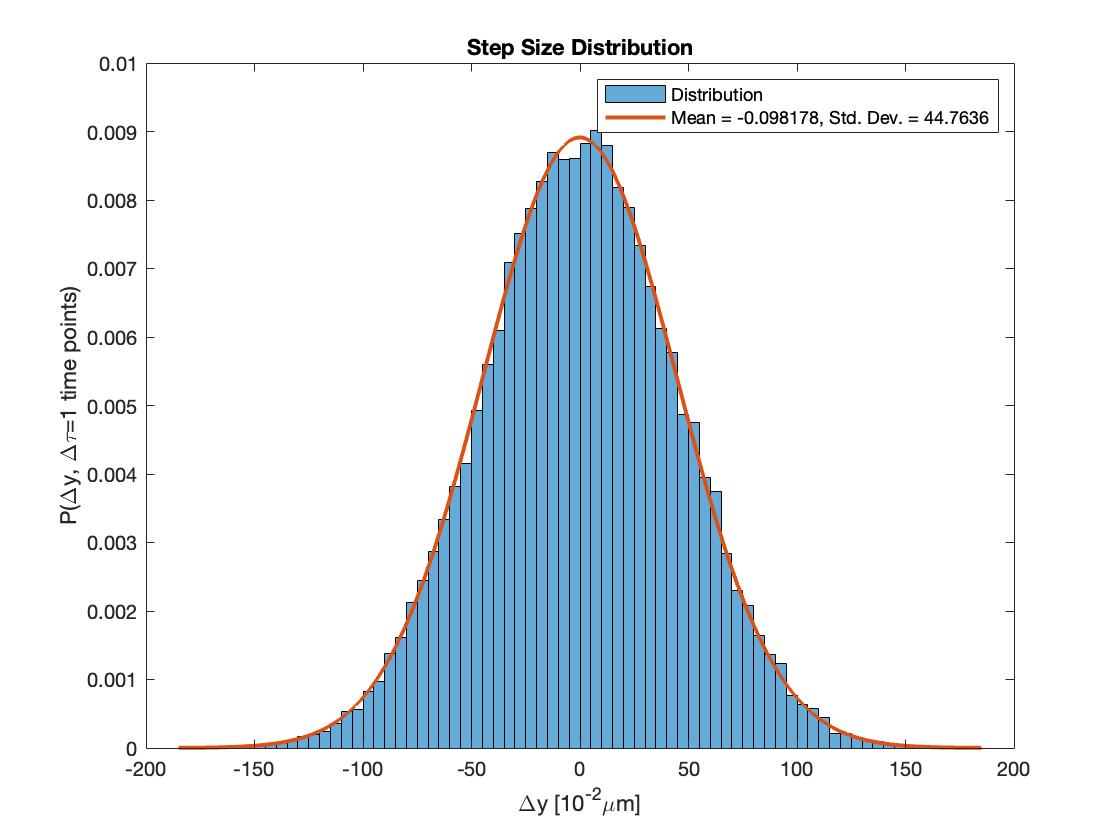 Step Size Distribution
Distribution
Mean = -0.098178, Std. Dev. = 44.7636
0.01
0.009
0.008
0.007
0.006
0.005
0.004
0.003
0.002
0.001
0
P(Δy, Δτ=1 time points)
-200 -150 -100 -50 0 50 100 150 200
Δy [10⁻²μm]